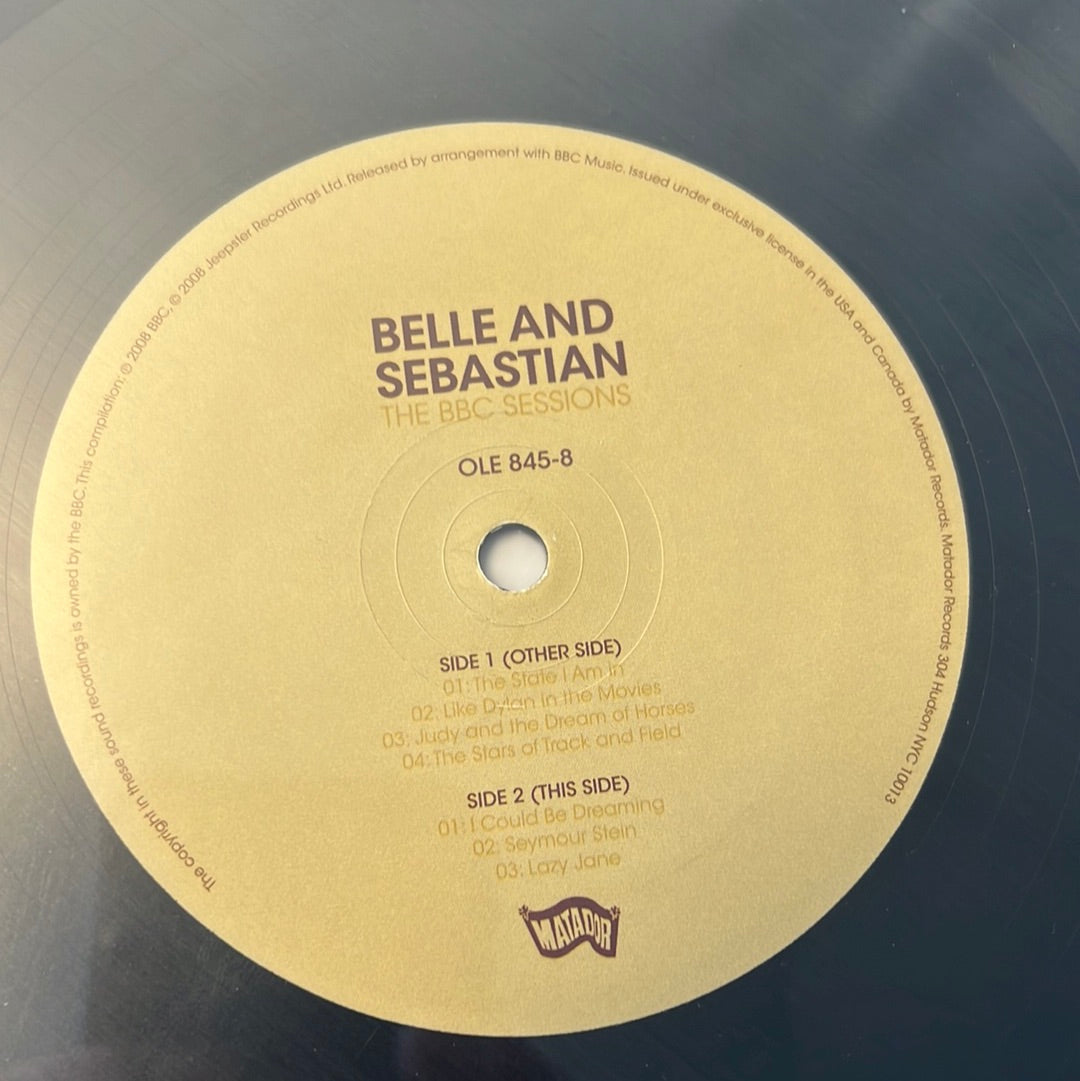 BELLE AND
SEBASTIAN
THE BBC SESSIONS
OLE 845-8
SIDE 1 (OTHER SIDE)
01: The State I Am In
02: Like Dylan in the Movies
03: Judy and the Dream of Horses
04: The Stars of Track and Field
SIDE 2 (THIS SIDE)
01: I Could Be Dreaming
02: Seymour Stein
03: Lazy Jane
MATADOR
The copyright in these sound recordings is owned by the BBC. This compilation: ℗ 2008 BBC, © 2008 Jeepster Recordings Ltd. Released by arrangement with BBC Music. Issued under exclusive license in the USA and Canada by Matador Records. Matador Records 304 Hudson NYC 10013